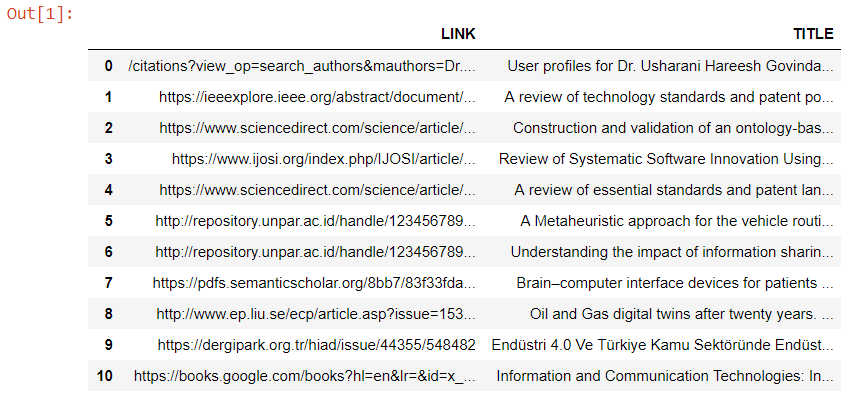 Out[1]:
LINK TITLE
0 /citations?view_op=search_authors&mauthors=Dr.... User profiles for Dr. Usharani Hareesh Govinda...
1 https://ieeexplore.ieee.org/abstract/document/... A review of technology standards and patent po...
2 https://www.sciencedirect.com/science/article/... Construction and validation of an ontology-bas...
3 https://www.ijosi.org/index.php/IJOSI/article/... Review of Systematic Software Innovation Using...
4 https://www.sciencedirect.com/science/article/... A review of essential standards and patent lan...
5 http://repository.unpar.ac.id/handle/123456789... A Metaheuristic approach for the vehicle routi...
6 http://repository.unpar.ac.id/handle/123456789... Understanding the impact of information sharin...
7 https://pdfs.semanticscholar.org/8bb7/83f33fda... Brain–computer interface devices for patients ...
8 http://www.ep.liu.se/ecp/article.asp?issue=153... Oil and Gas digital twins after twenty years. ...
9 https://dergipark.org.tr/hiad/issue/44355/548482 Endüstri 4.0 Ve Türkiye Kamu Sektöründe Endüst...
10 https://books.google.com/books?hl=en&lr=&id=x_... Information and Communication Technologies: In...